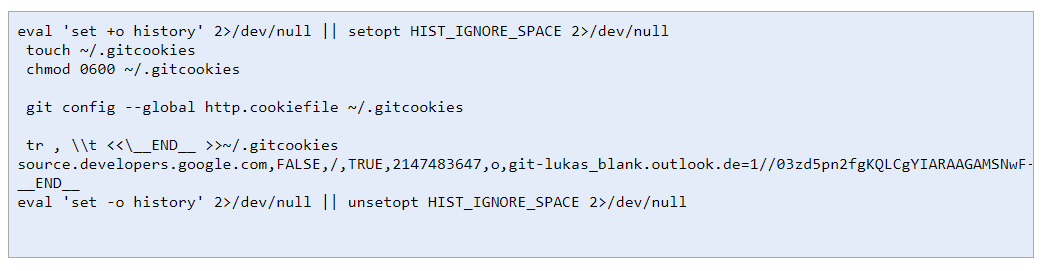 eval 'set +o history' 2>/dev/null || setopt HIST_IGNORE_SPACE 2>/dev/null
touch ~/.gitcookies
chmod 0600 ~/.gitcookies
git config --global http.cookiefile ~/.gitcookies
tr , \\t <<\__END__ >>~/.gitcookies
source.developers.google.com,FALSE,/,TRUE,2147483647,o,git-lukas_blank.outlook.de=1//03zd5pn2fgKQLCgYIARAAGAMSNwF-
__END__
eval 'set -o history' 2>/dev/null || unsetopt HIST_IGNORE_SPACE 2>/dev/null